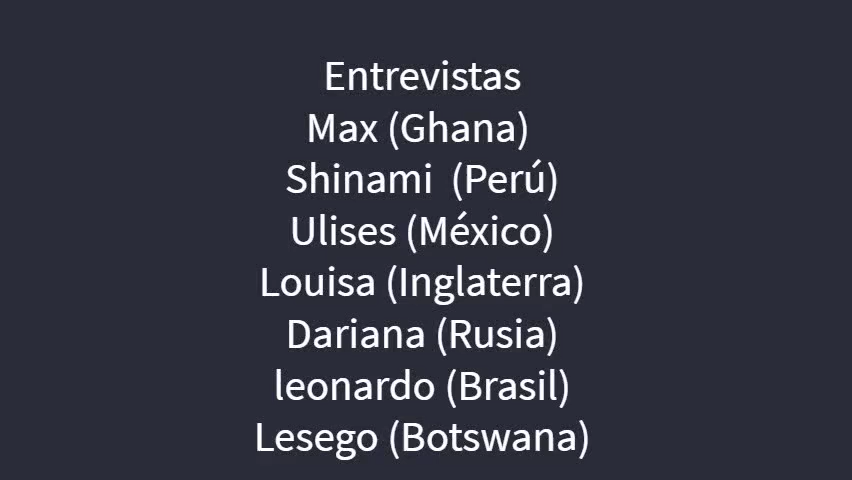 Entrevistas
Max (Ghana)
Shinami (Perú)
Ulises (México)
Louisa (Inglaterra)
Dariana (Rusia)
leonardo (Brasil)
Lesego (Botswana)